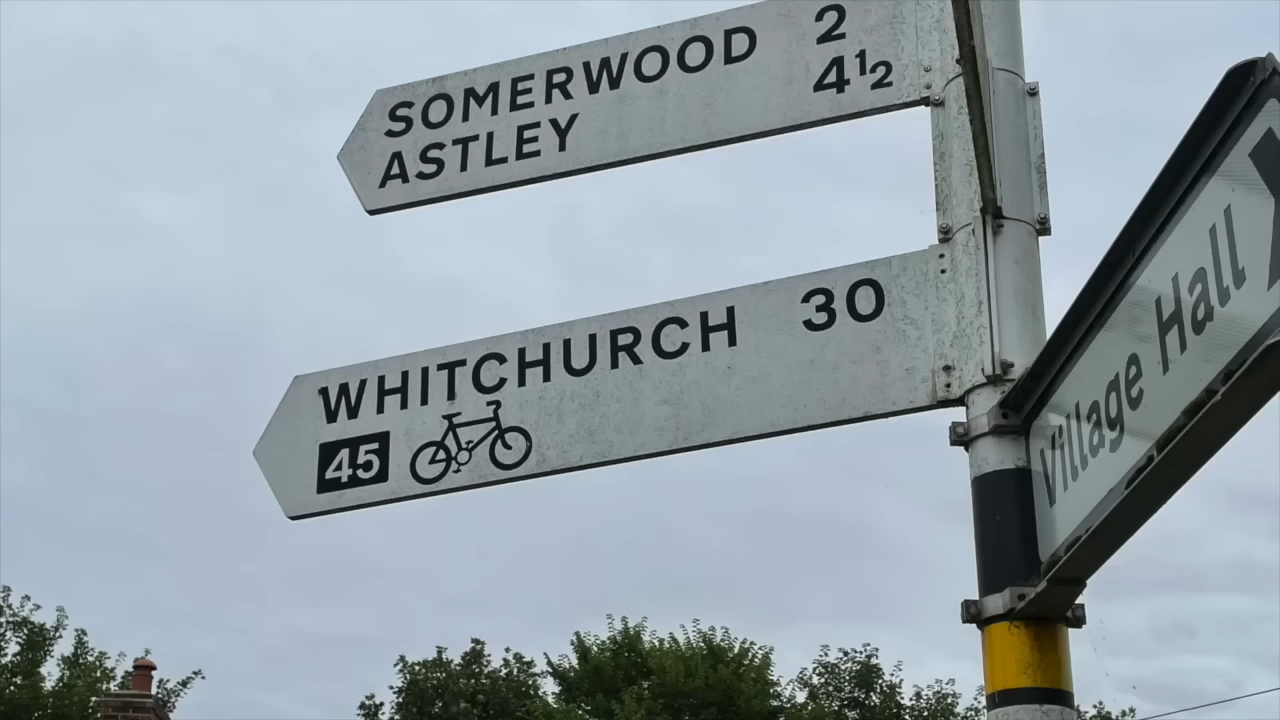 SOMERWOOD 2
ASTLEY 4½
WHITCHURCH 30
45
Village Hall